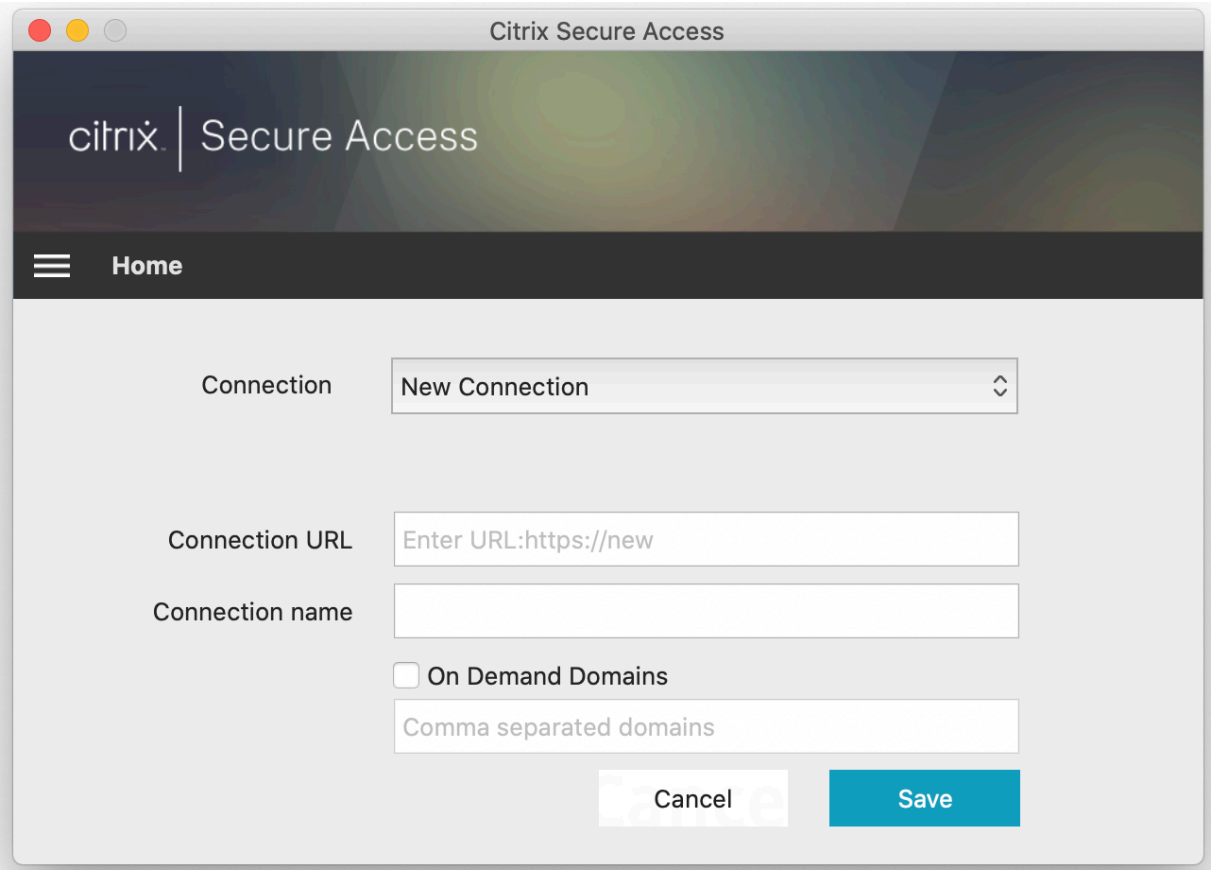 Citrix Secure Access
citrix Secure Access
Home
Connection
New Connection
Connection URL
Enter URL:https://new
Connection name
On Demand Domains
Comma separated domains
Cancel
Save